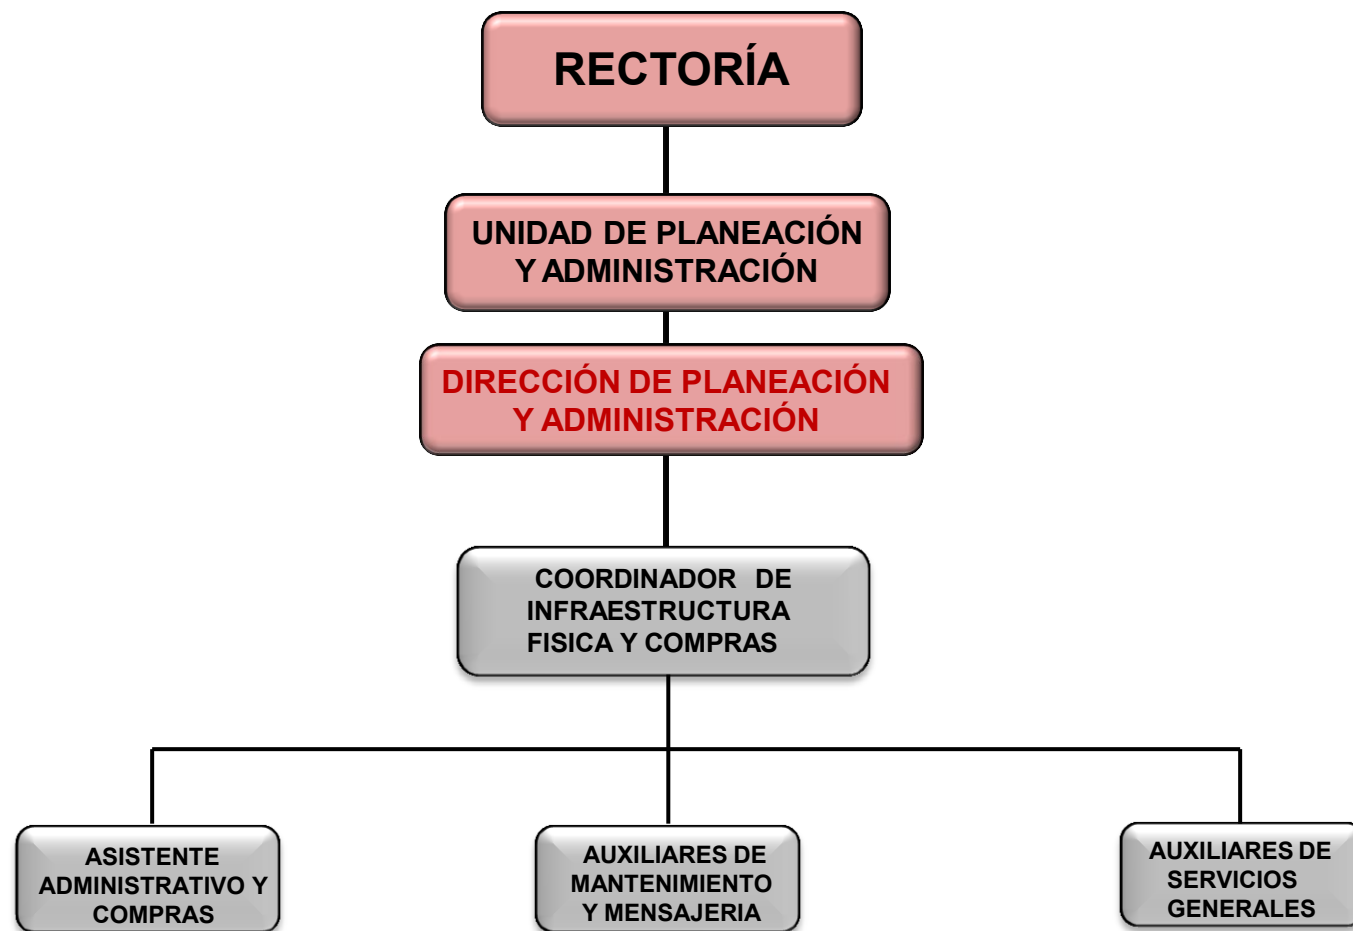 RECTORÍA
UNIDAD DE PLANEACIÓN
Y ADMINISTRACIÓN
DIRECCIÓN DE PLANEACIÓN
Y ADMINISTRACIÓN
COORDINADOR DE
INFRAESTRUCTURA
FISICA Y COMPRAS
ASISTENTE
ADMINISTRATIVO Y
COMPRAS
AUXILIARES DE
MANTENIMIENTO
Y MENSAJERIA
AUXILIARES DE
SERVICIOS
GENERALES